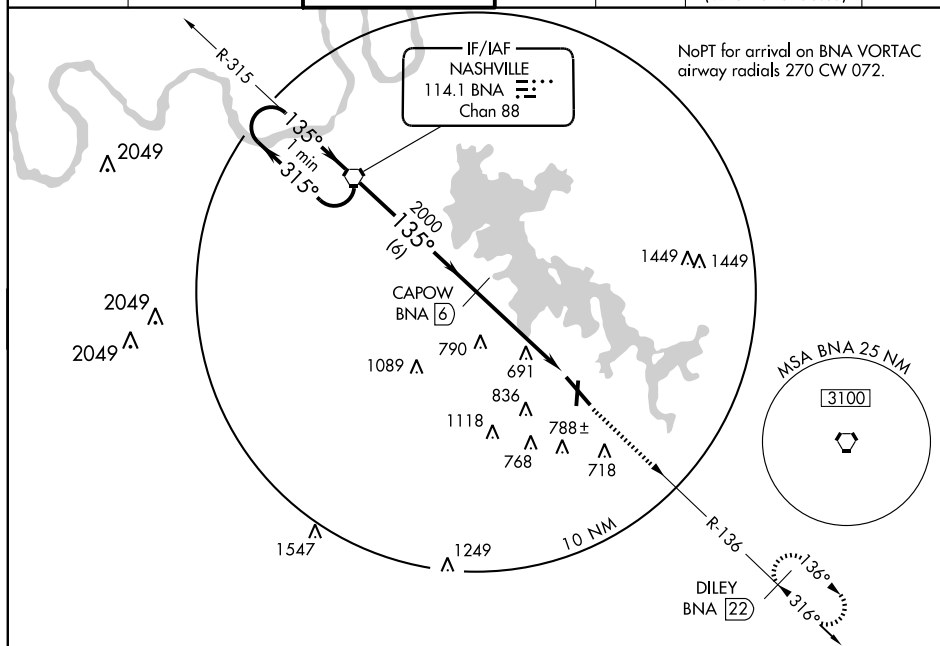 IF/IAF
NASHVILLE
114.1 BNA
Chan 88
NoPT for arrival on BNA VORTAC
airway radials 270 CW 072.
R-315
135°
1 min
315°
2049
2000
135°
(6)
1449
1449
CAPOW
BNA 6
2049
2049
790
691
1089
836
1118
768
788±
718
MSA BNA 25 NM
3100
1547
1249
10 NM
R-136
DILEY
BNA 22
136°
316°